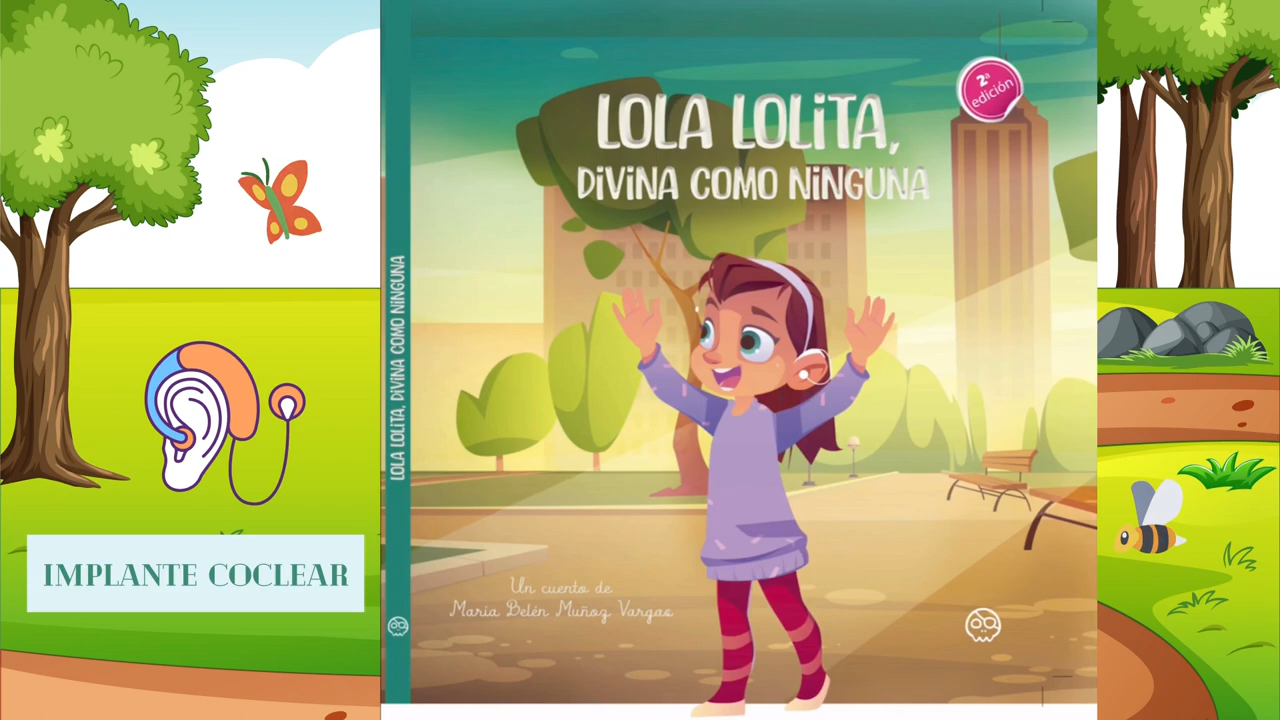 LOLA LOLiTA,
DiViNA COMO NiNGUNA
2ª
edición
LOLA LOLiTA, DiViNA COMO NiNGUNA
IMPLANTE COCLEAR
Un cuento de
María Belén Muñoz Vargas